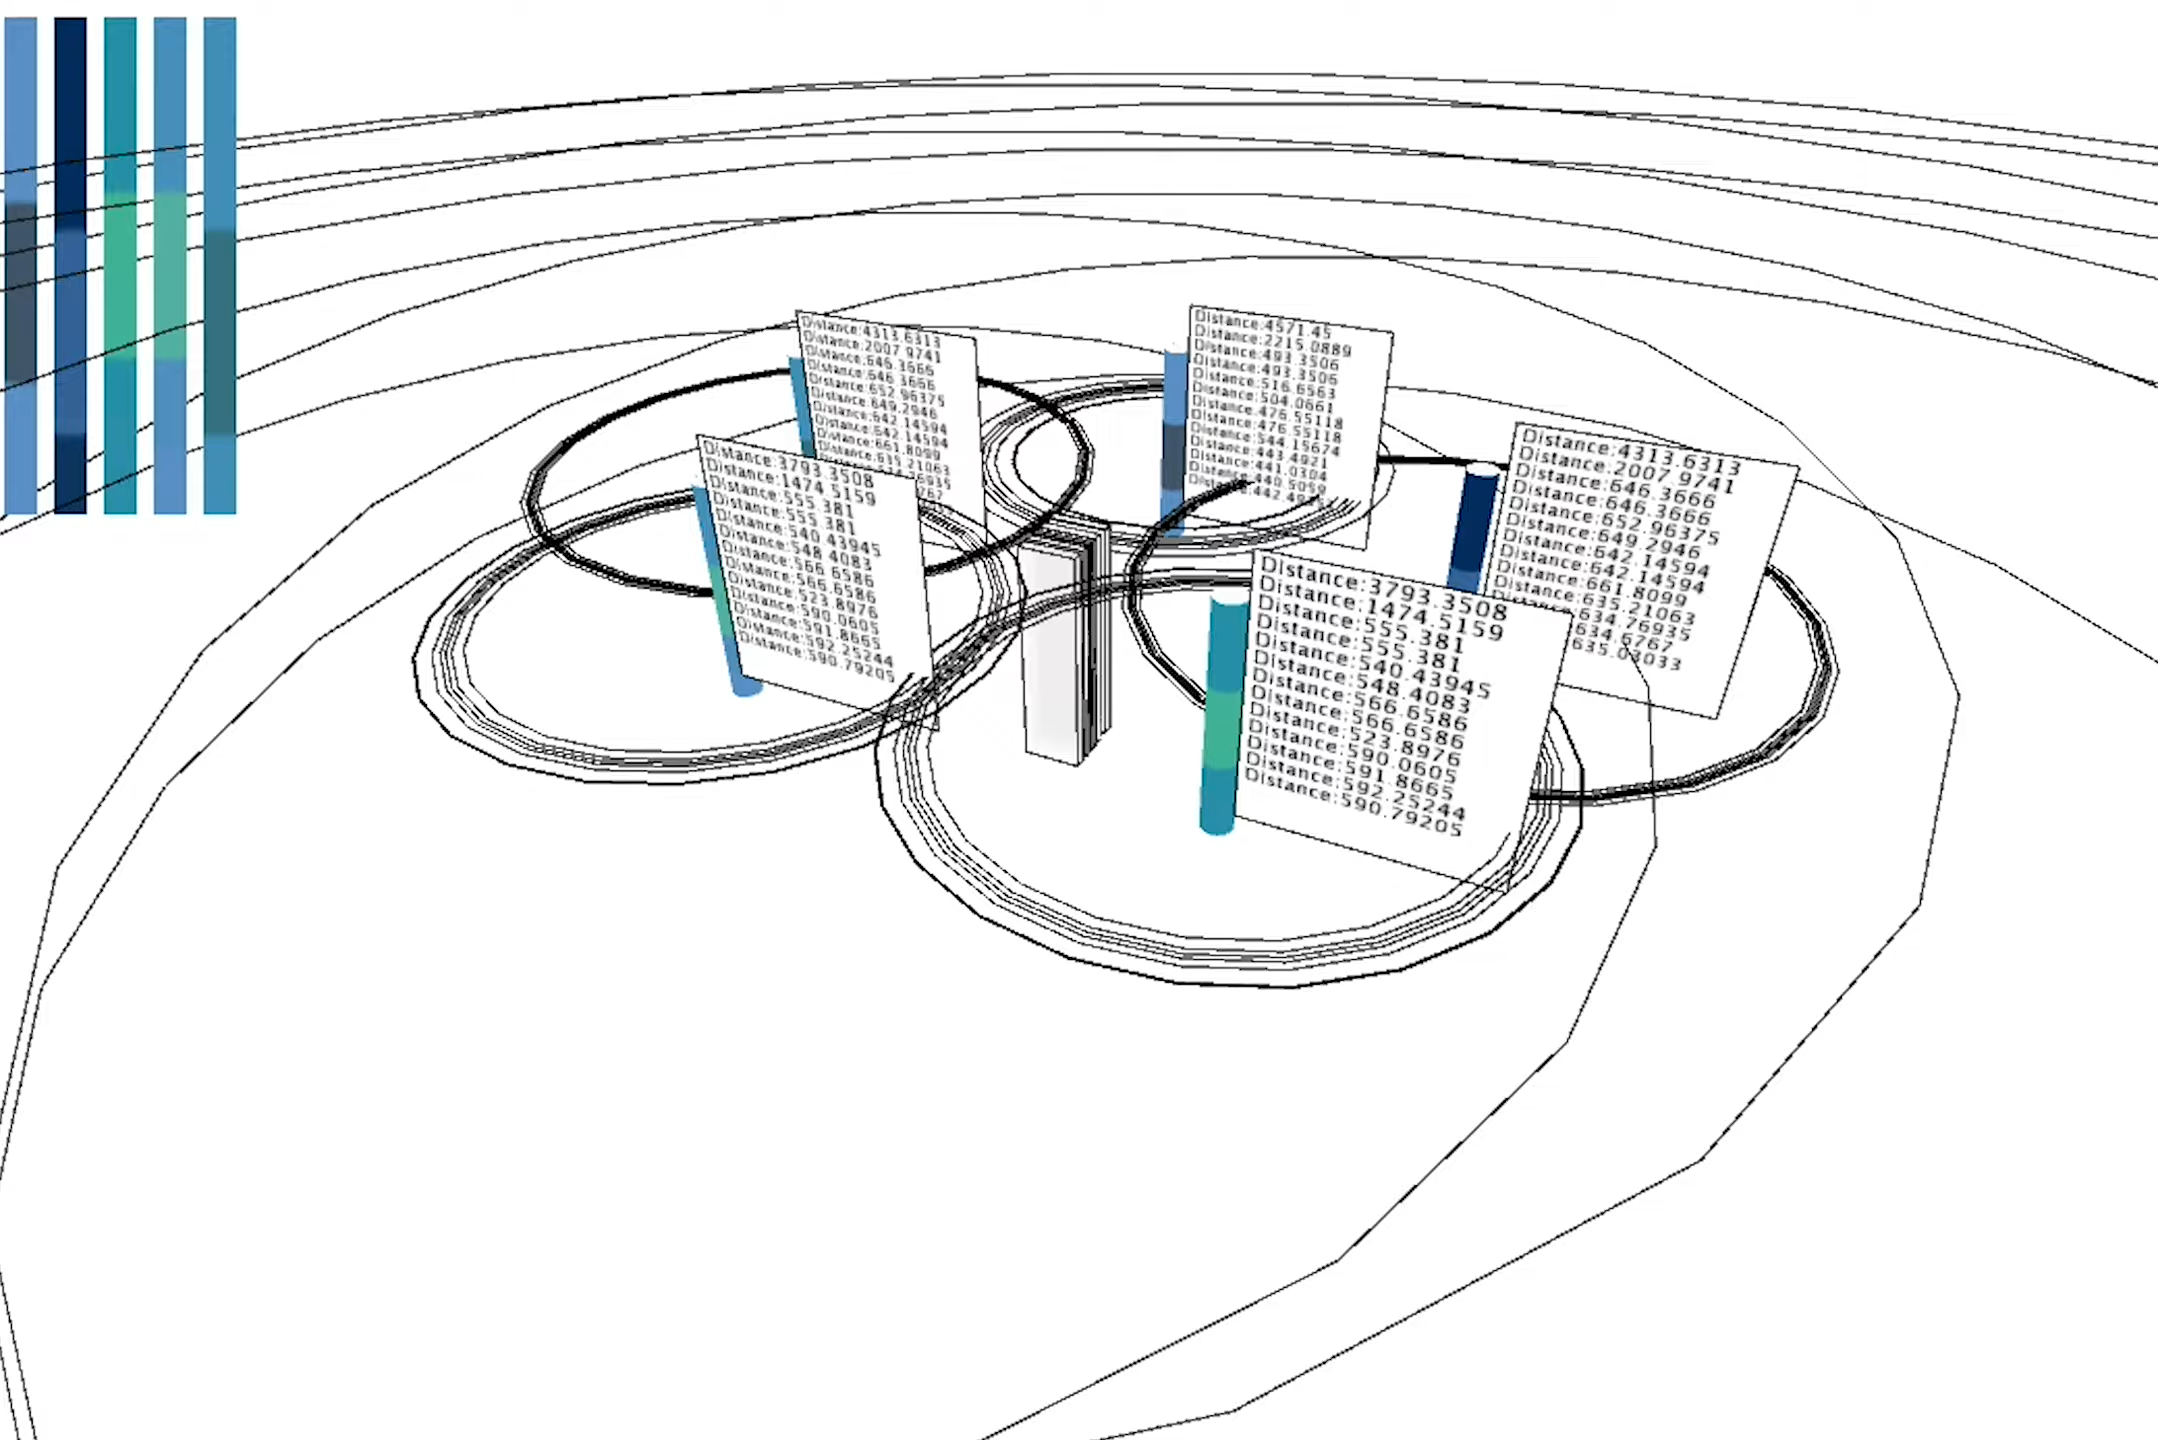 Distance:4313.6313
Distance:2007.9741
Distance:646.3666
Distance:646.3666
Distance:652.96375
Distance:649.2946
Distance:642.14594
Distance:642.14594
Distance:661.8099
Distance:635.21063
Distance:4571.45
Distance:2215.0889
Distance:493.3506
Distance:493.3506
Distance:516.6563
Distance:504.0661
Distance:476.55118
Distance:476.55118
Distance:544.15674
Distance:443.4921
Distance:441.0304
Distance:440.5059
Distance:4313.6313
Distance:2007.9741
Distance:646.3666
Distance:646.3666
Distance:652.96375
Distance:649.2946
Distance:642.14594
Distance:642.14594
Distance:661.8099
Distance:635.21063
634.76935
634.6767
635.03033
Distance:3793.3508
Distance:1474.5159
Distance:555.381
Distance:555.381
Distance:540.43945
Distance:548.4083
Distance:566.6586
Distance:566.6586
Distance:523.8976
Distance:590.0605
Distance:591.8665
Distance:592.25244
Distance:590.79205
Distance:3793.3508
Distance:1474.5159
Distance:555.381
Distance:555.381
Distance:540.43945
Distance:548.4083
Distance:566.6586
Distance:566.6586
Distance:523.8976
Distance:590.0605
Distance:591.8665
Distance:592.25244
Distance:590.79205